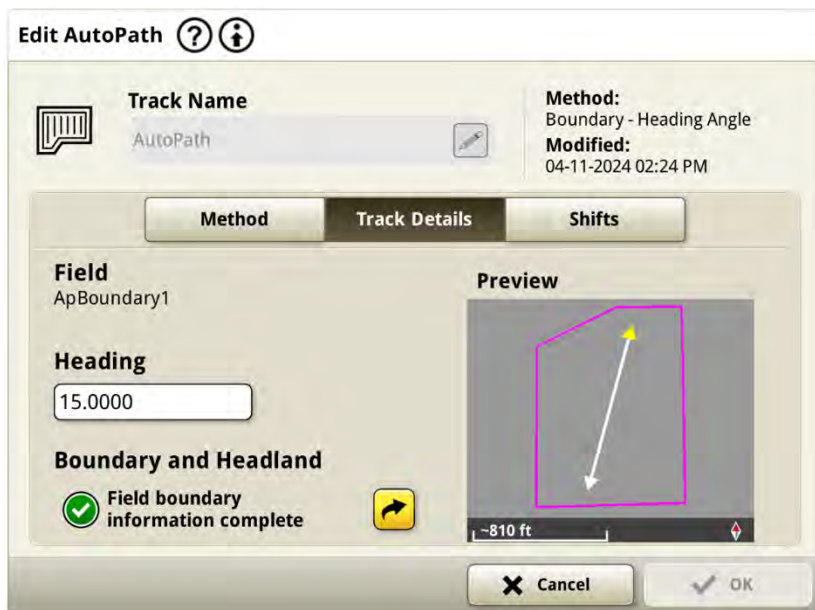 Edit AutoPath
Track Name
AutoPath
Method:
Boundary - Heading Angle
Modified:
04-11-2024 02:24 PM
Method
Track Details
Shifts
Field
ApBoundary1
Heading
15.0000
Boundary and Headland
Field boundary
information complete
Preview
~810 ft
Cancel
OK